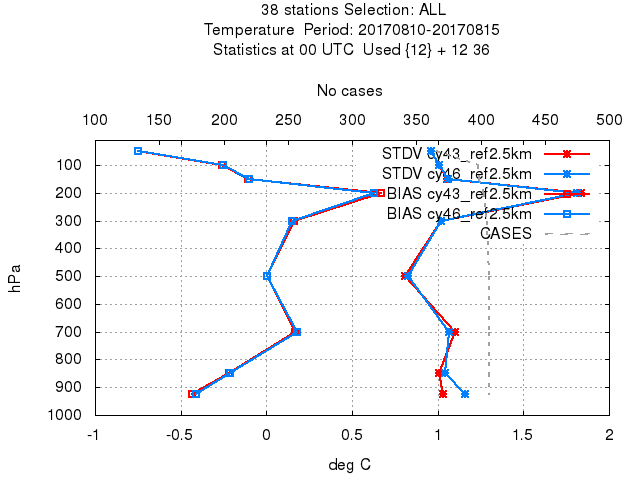 38 stations Selection: ALL
Temperature Period: 20170810-20170815
Statistics at 00 UTC Used {12} + 12 36
No cases
100 150 200 250 300 350 400 450 500
STDV cy43_ref2.5km
STDV cy46_ref2.5km
BIAS cy43_ref2.5km
BIAS cy46_ref2.5km
CASES
hPa
100
200
300
400
500
600
700
800
900
1000
-1 -0.5 0 0.5 1 1.5 2
deg C